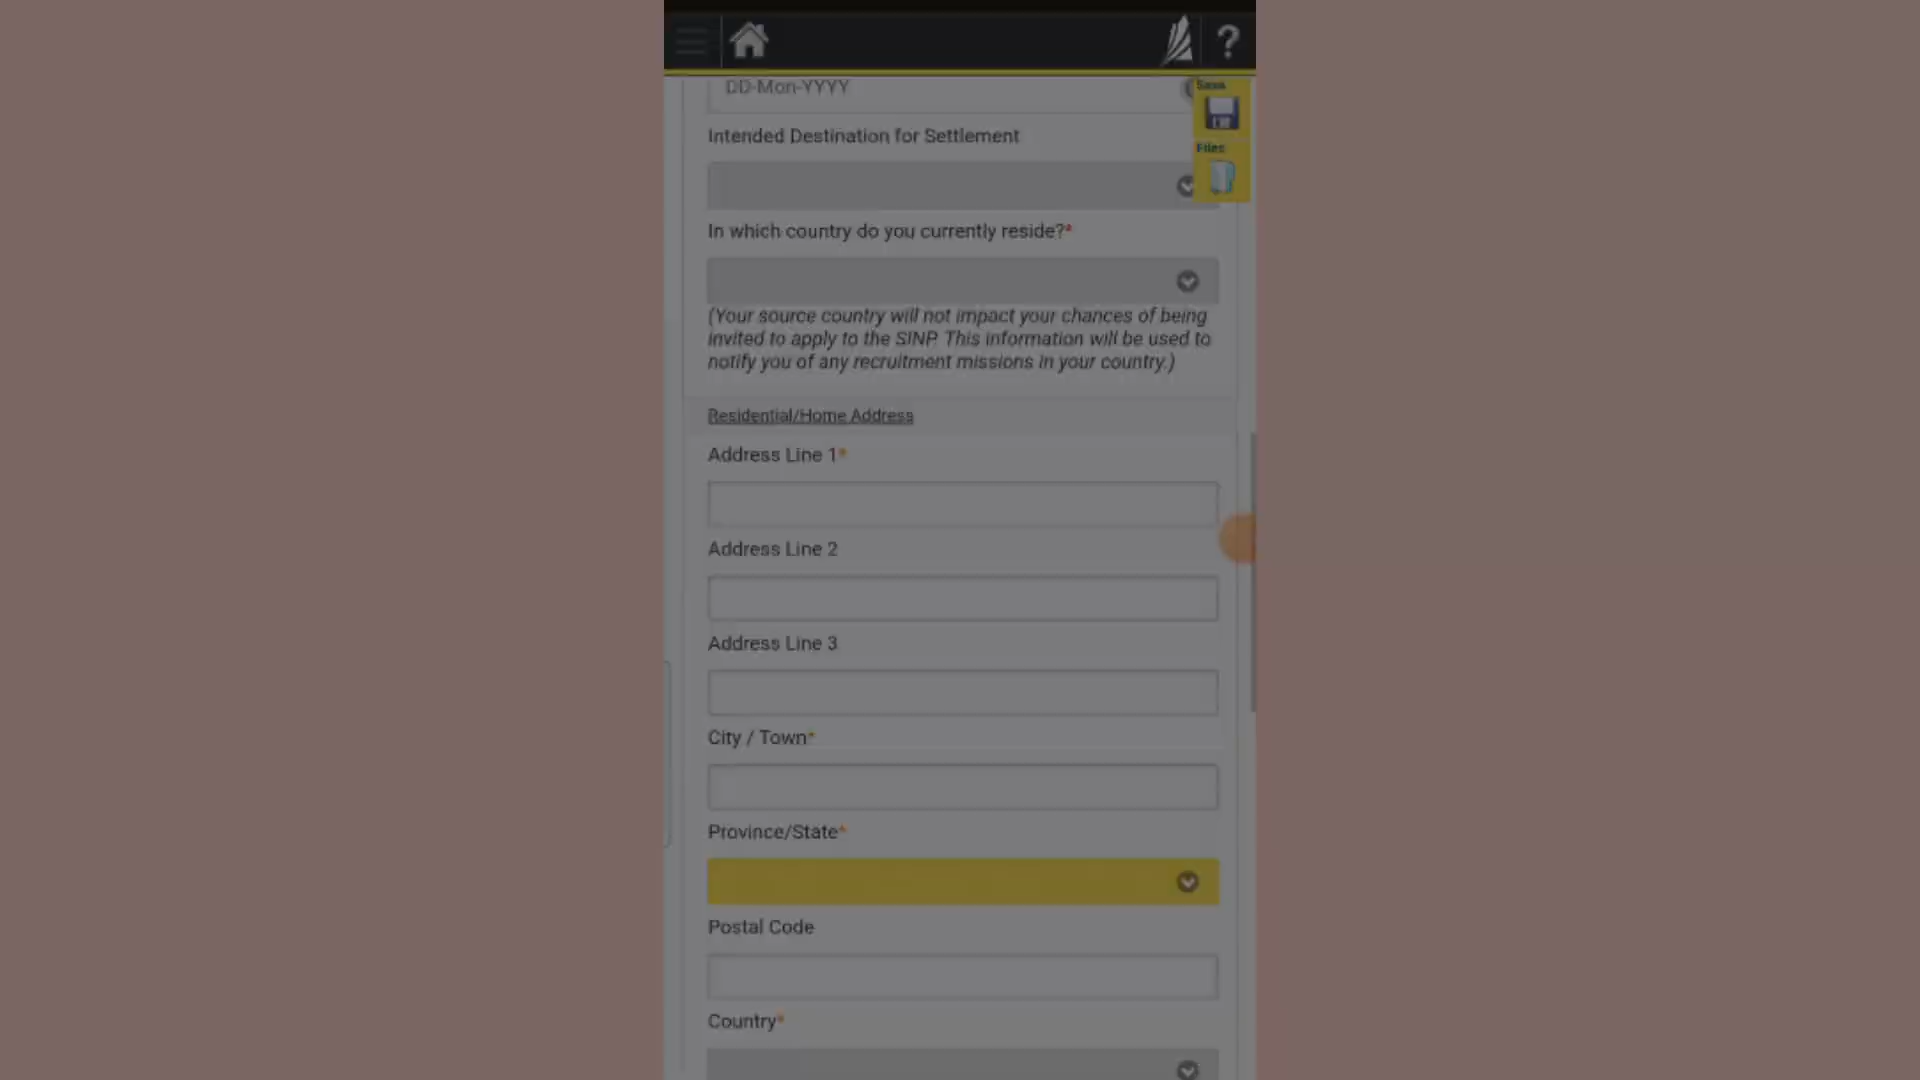 ?
DD-Mon-YYYY
Save
Intended Destination for Settlement
Files
In which country do you currently reside?*
(Your source country will not impact your chances of being
invited to apply to the SINP. This information will be used to
notify you of any recruitment missions in your country.)
Residential/Home Address
Address Line 1*
Address Line 2
Address Line 3
City / Town*
Province/State*
Postal Code
Country*